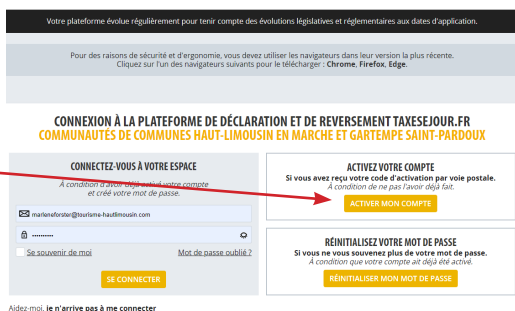 Votre plateforme évolue régulièrement pour tenir compte des évolutions législatives et réglementaires aux dates d'application.
Pour des raisons de sécurité et d'ergonomie, vous devez utiliser les navigateurs dans leur version la plus récente.
Cliquez sur l'un des navigateurs suivants pour le télécharger : Chrome, Firefox, Edge.
CONNEXION À LA PLATEFORME DE DÉCLARATION ET DE REVERSEMENT TAXESEJOUR.FR
COMMUNAUTÉS DE COMMUNES HAUT-LIMOUSIN EN MARCHE ET GARTEMPE SAINT-PARDOUX
CONNECTEZ-VOUS À VOTRE ESPACE
À condition d'avoir déjà activé votre compte
et créé votre mot de passe.
marleneforster@tourisme-hautlimousin.com
Se souvenir de moi
Mot de passe oublié ?
SE CONNECTER
ACTIVEZ VOTRE COMPTE
Si vous avez reçu votre code d'activation par voie postale.
À condition de ne pas l'avoir déjà fait.
ACTIVER MON COMPTE
RÉINITIALISEZ VOTRE MOT DE PASSE
Si vous ne vous souvenez plus de votre mot de passe.
À condition que votre compte ait déjà été activé.
RÉINITIALISER MON MOT DE PASSE
Aidez-moi, je n'arrive pas à me connecter